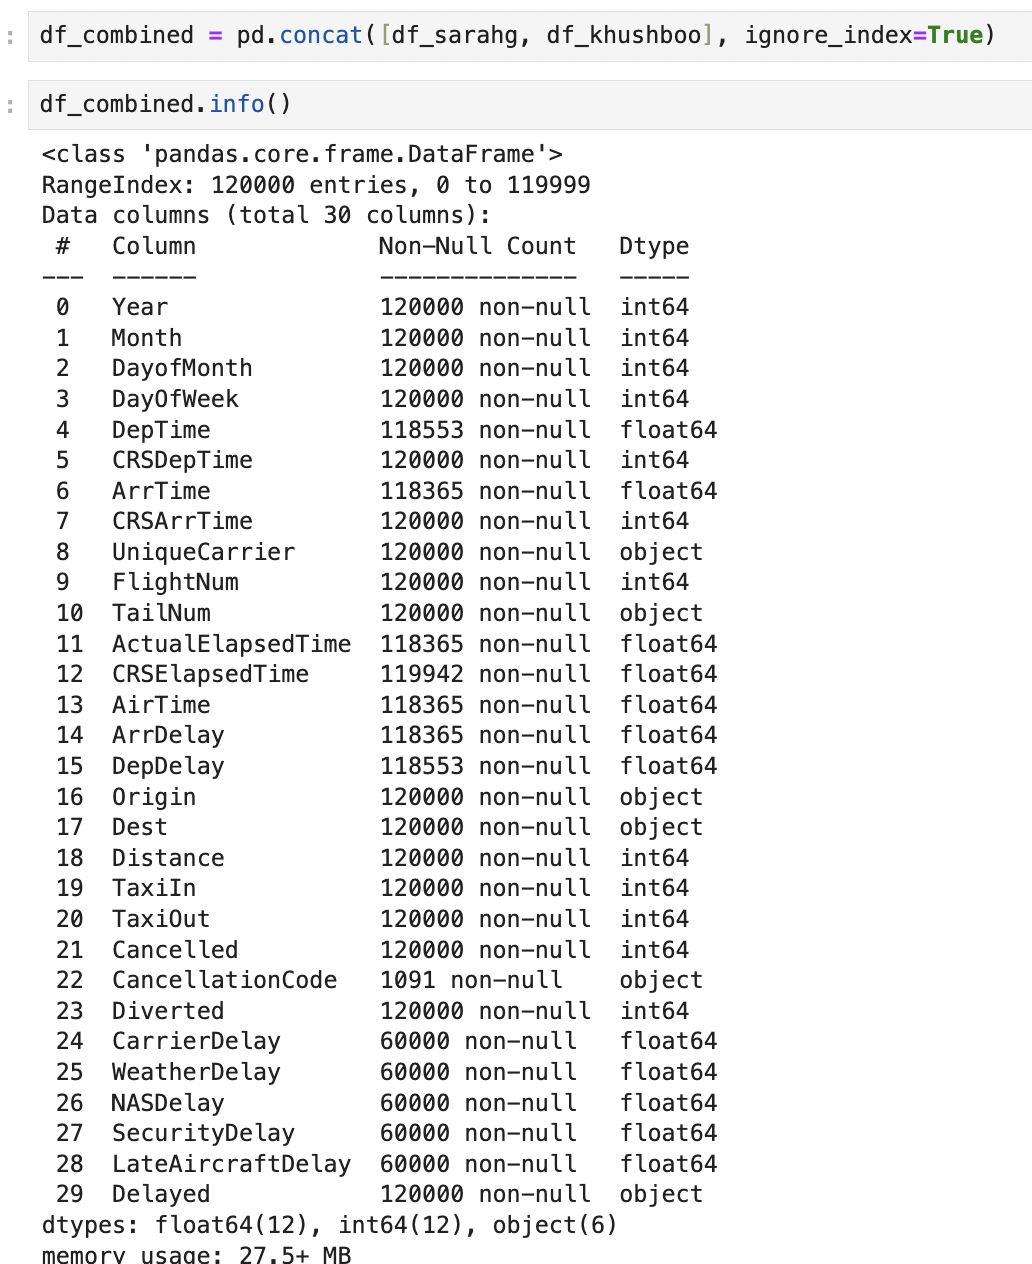 : df_combined = pd.concat([df_sarahg, df_khushboo], ignore_index=True)
: df_combined.info()
<class 'pandas.core.frame.DataFrame'>
RangeIndex: 120000 entries, 0 to 119999
Data columns (total 30 columns):
 #   Column             Non-Null Count   Dtype
---  ------             --------------   -----
 0   Year               120000 non-null  int64
 1   Month              120000 non-null  int64
 2   DayofMonth         120000 non-null  int64
 3   DayOfWeek          120000 non-null  int64
 4   DepTime            118553 non-null  float64
 5   CRSDepTime         120000 non-null  int64
 6   ArrTime            118365 non-null  float64
 7   CRSArrTime         120000 non-null  int64
 8   UniqueCarrier      120000 non-null  object
 9   FlightNum          120000 non-null  int64
 10  TailNum            120000 non-null  object
 11  ActualElapsedTime  118365 non-null  float64
 12  CRSElapsedTime     119942 non-null  float64
 13  AirTime            118365 non-null  float64
 14  ArrDelay           118365 non-null  float64
 15  DepDelay           118553 non-null  float64
 16  Origin             120000 non-null  object
 17  Dest               120000 non-null  object
 18  Distance           120000 non-null  int64
 19  TaxiIn             120000 non-null  int64
 20  TaxiOut            120000 non-null  int64
 21  Cancelled          120000 non-null  int64
 22  CancellationCode   1091 non-null    object
 23  Diverted           120000 non-null  int64
 24  CarrierDelay       60000 non-null   float64
 25  WeatherDelay       60000 non-null   float64
 26  NASDelay           60000 non-null   float64
 27  SecurityDelay      60000 non-null   float64
 28  LateAircraftDelay  60000 non-null   float64
 29  Delayed            120000 non-null  object
dtypes: float64(12), int64(12), object(6)
memory usage: 27.5+ MB